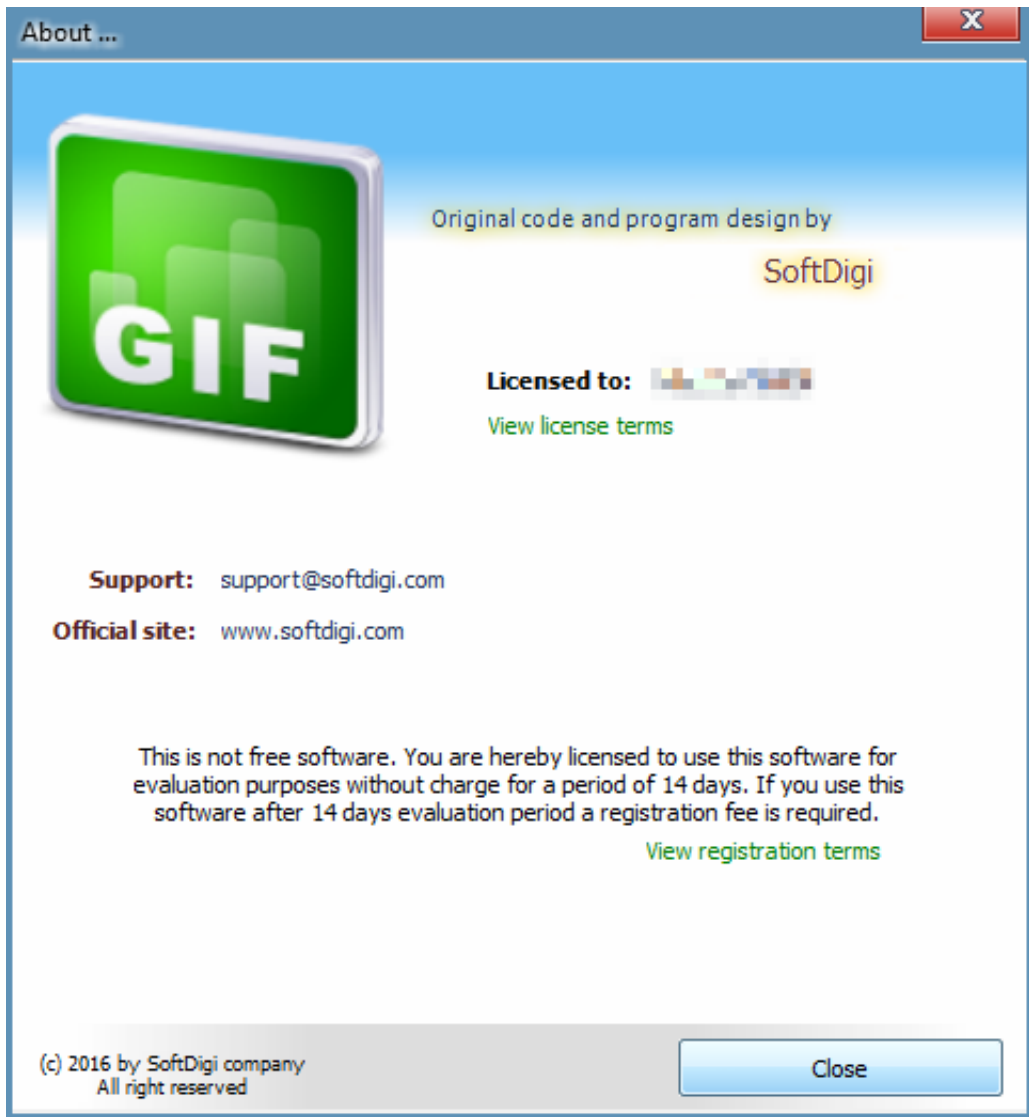 About ...
GIF
Original code and program design by
SoftDigi
Licensed to:
View license terms
Support: support@softdigi.com
Official site: www.softdigi.com
This is not free software. You are hereby licensed to use this software for
evaluation purposes without charge for a period of 14 days. If you use this
software after 14 days evaluation period a registration fee is required.
View registration terms
(c) 2016 by SoftDigi company
All right reserved
Close